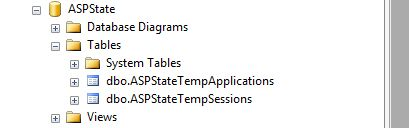 ASPState
Database Diagrams
Tables
System Tables
dbo.ASPStateTempApplications
dbo.ASPStateTempSessions
Views